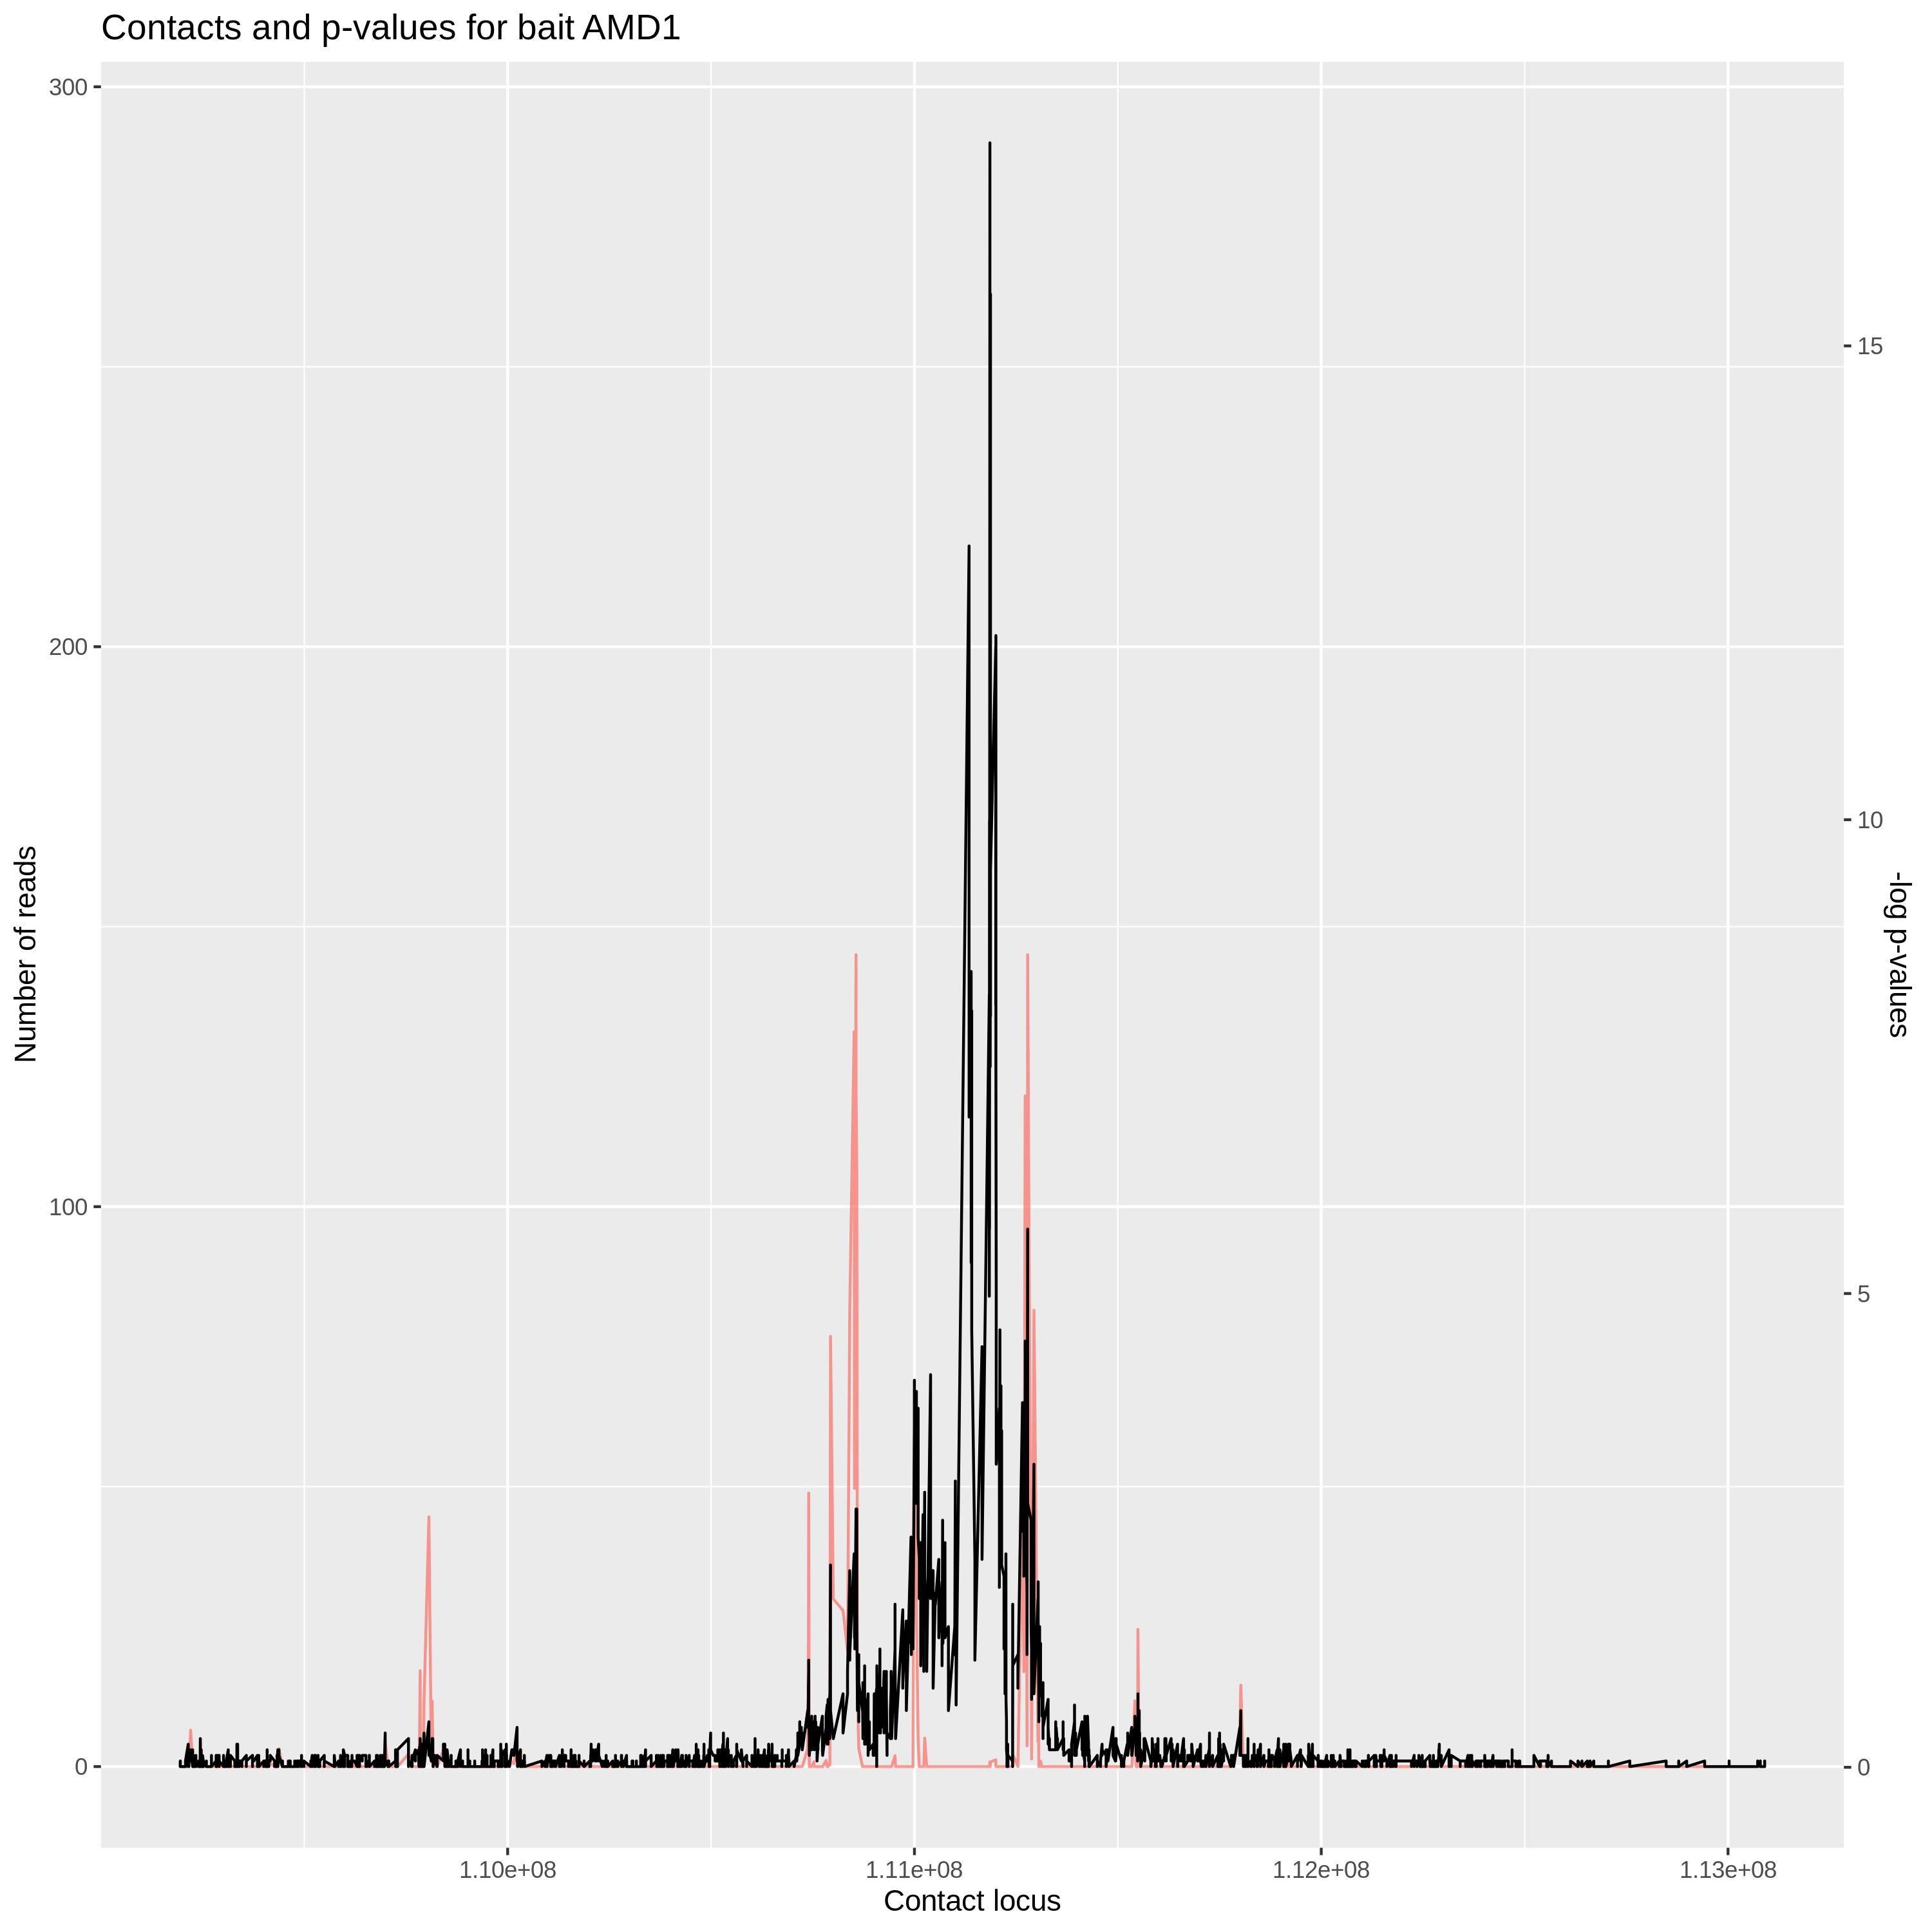 Contacts and p-values for bait AMD1
300
200
100
0
Number of reads
15
10
5
0
-log p-values
1.10e+08
1.11e+08
1.12e+08
1.13e+08
Contact locus